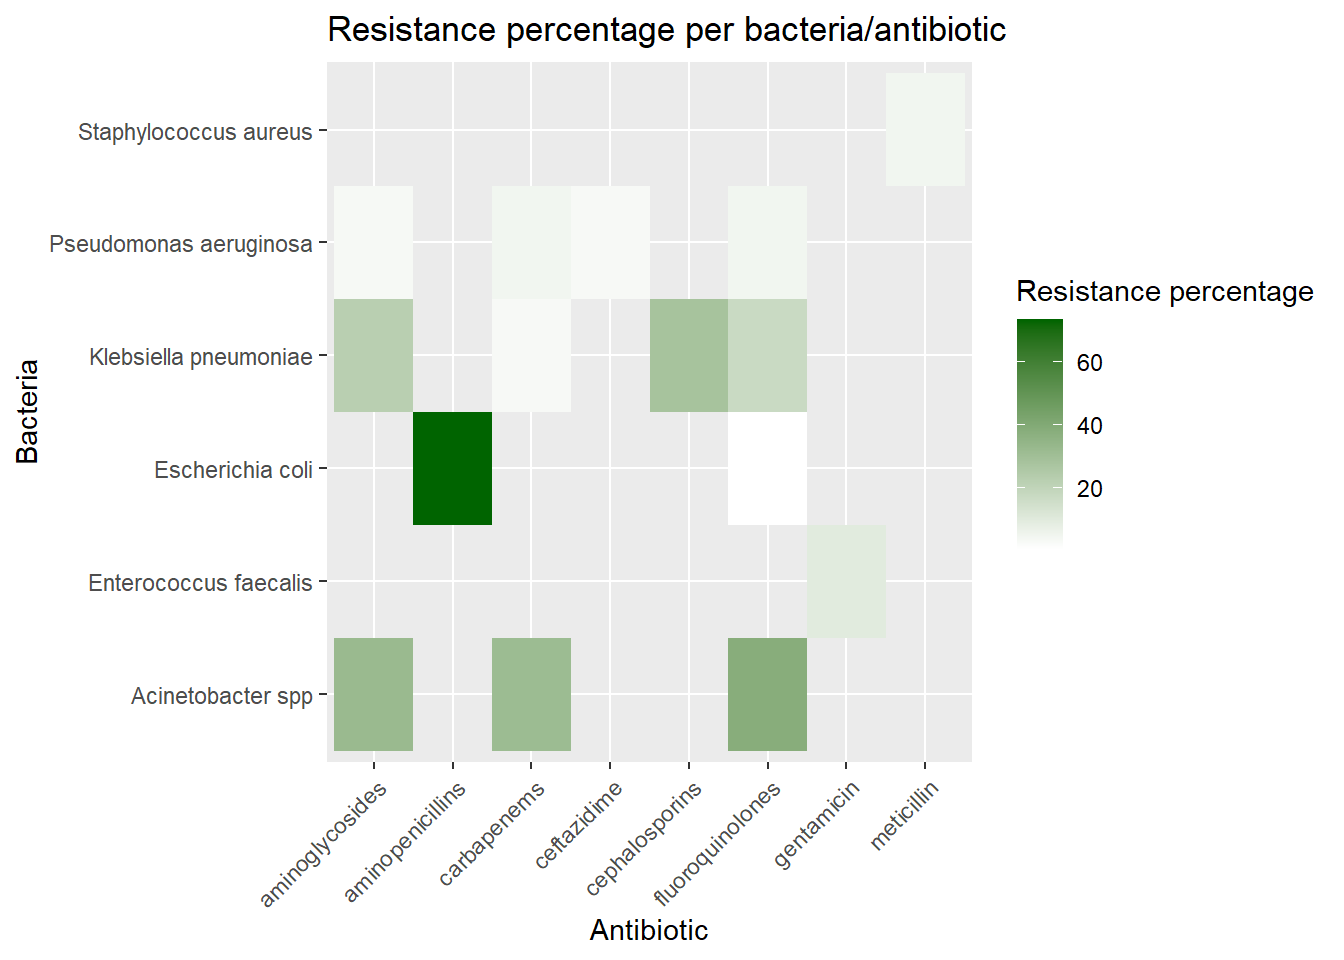 Resistance percentage per bacteria/antibiotic
Bacteria
Staphylococcus aureus
Pseudomonas aeruginosa
Klebsiella pneumoniae
Escherichia coli
Enterococcus faecalis
Acinetobacter spp
aminoglycosides
aminopenicillins
carbapenems
ceftazidime
cephalosporins
fluoroquinolones
gentamicin
meticillin
Antibiotic
Resistance percentage
60
40
20